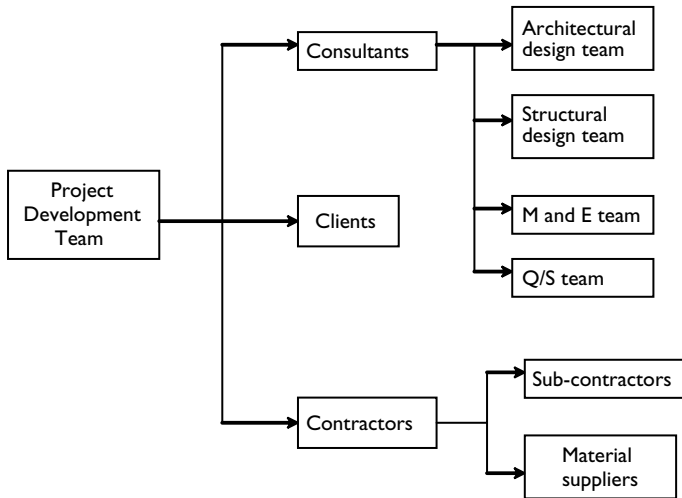 Project
Development
Team
Consultants
Clients
Contractors
Architectural
design team
Structural
design team
M and E team
Q/S team
Sub-contractors
Material
suppliers